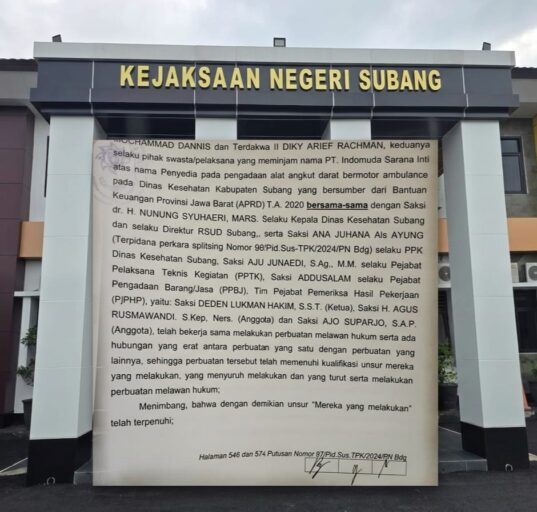 KEJAKSAAN NEGERI SUBANG
MOCHAMMAD DANNIS dan Terdakwa II DIKY ARIEF RACHMAN, keduanya
selaku pihak swasta/pelaksana yang meminjam nama PT. Indomuda Sarana Inti
atas nama Penyedia pada pengadaan alat angkut darat bermotor ambulance
pada Dinas Kesehatan Kabupaten Subang yang bersumber dari Bantuan
Keuangan Provinsi Jawa Barat (APRD) T.A. 2020 bersama-sama dengan Saksi
dr. H. NUNUNG SYUHAERI, MARS. Selaku Kepala Dinas Kesehatan Subang
dan selaku Direktur RSUD Subang,, serta Saksi ANA JUHANA Als AYUNG
(Terpidana perkara splitsing Nomor 96/Pid.Sus-TPK/2024/PN Bdg) selaku PPK
Dinas Kesehatan Subang, Saksi AJU JUNAEDI, S.Ag,. M.M. selaku Pejabat
Pelaksana Teknis Kegiatan (PPTK), Saksi ADDUSALAM selaku Pejabat
Pengadaan Barang/Jasa (PPBJ), Tim Pejabat Pemeriksa Hasil Pekerjaan
(PjPHP), yaitu: Saksi DEDEN LUKMAN HAKIM, S.S.T. (Ketua), Saksi H. AGUS
RUSMAWANDI. S.Kep, Ners. (Anggota) dan Saksi AJO SUPARJO, S.A.P.
(Anggota), telah bekerja sama melakukan perbuatan melawan hukum serta ada
hubungan yang erat antara perbuatan yang satu dengan perbuatan yang
lainnya, sehingga perbuatan tersebut telah memenuhi kualifikasi unsur mereka
yang melakukan, yang menyuruh melakukan dan yang turut serta melakukan
perbuatan melawan hukum;
Menimbang, bahwa dengan demikian unsur "Mereka yang melakukan"
telah terpenuhi;
Halaman 546 dan 574 Putusan Nomor 97/Pid.Sus.TPK/2024/PN Bdg